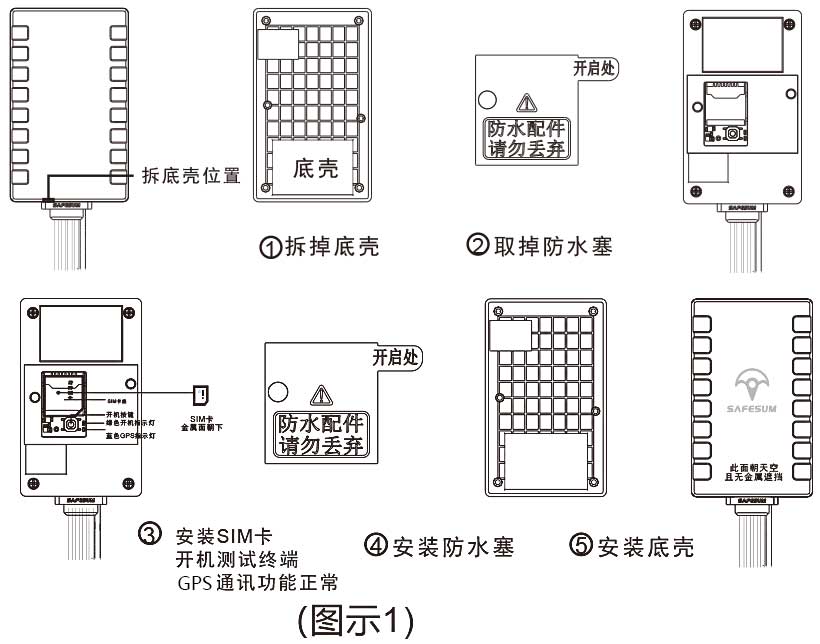 拆底壳位置
SAFESUM
底壳
①拆掉底壳
开启处
防水配件
请勿丢弃
②取掉防水塞
SAFESUM
SIM卡座
开机按键
绿色开机指示灯
蓝色GPS指示灯
SIM卡
金属面朝下
SAFESUM
③ 安装SIM卡
开机测试终端
GPS通讯功能正常
开启处
防水配件
请勿丢弃
④安装防水塞
SAFESUM
此面朝天空
且无金属遮挡
SAFESUM
⑤安装底壳
(图示1)